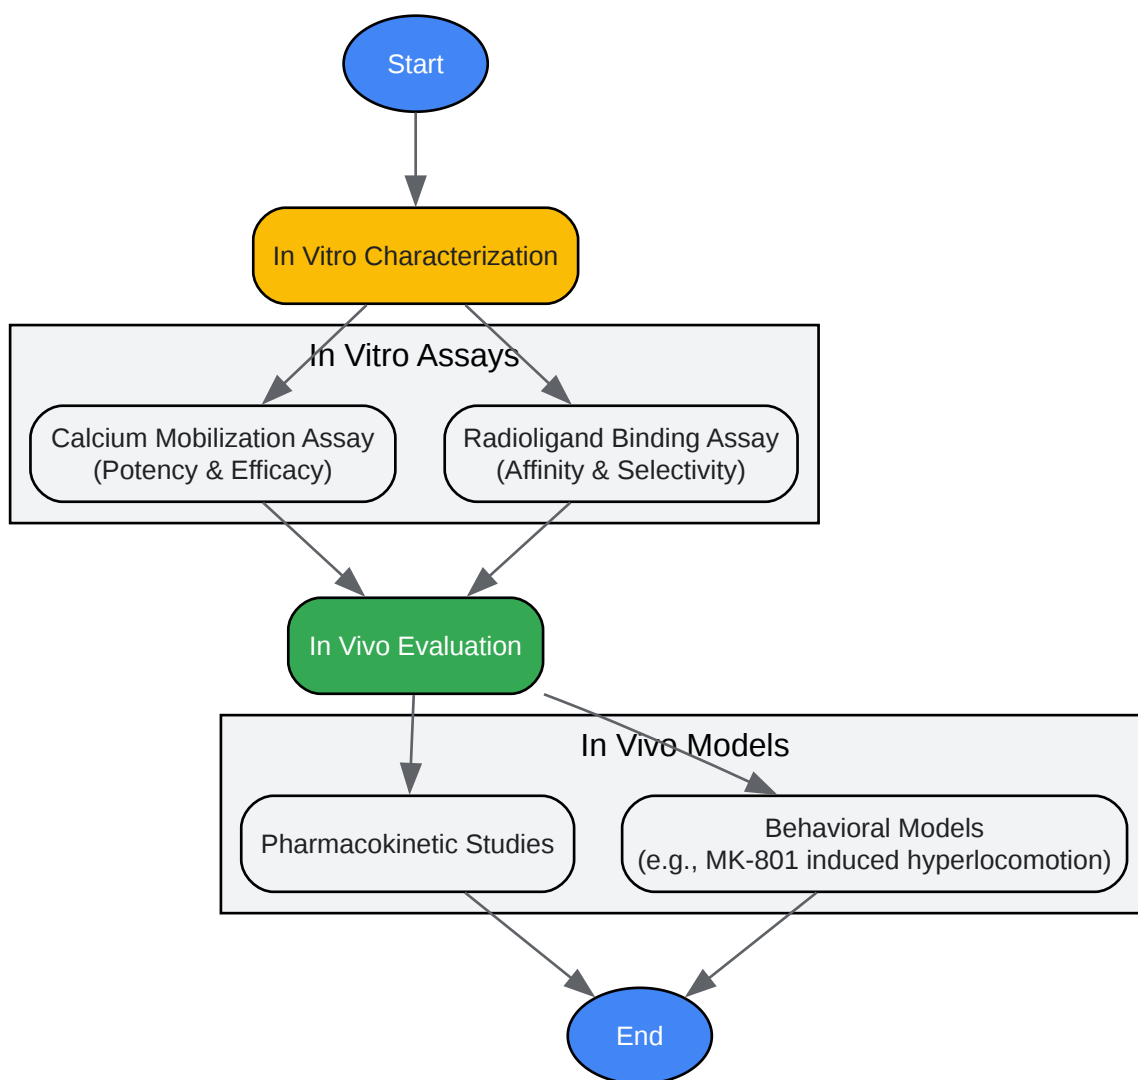 Start
In Vitro Characterization
In Vitro Assays
Calcium Mobilization Assay
(Potency & Efficacy)
Radioligand Binding Assay
(Affinity & Selectivity)
In Vivo Evaluation
In Vivo Models
Pharmacokinetic Studies
Behavioral Models
(e.g., MK-801 induced hyperlocomotion)
End